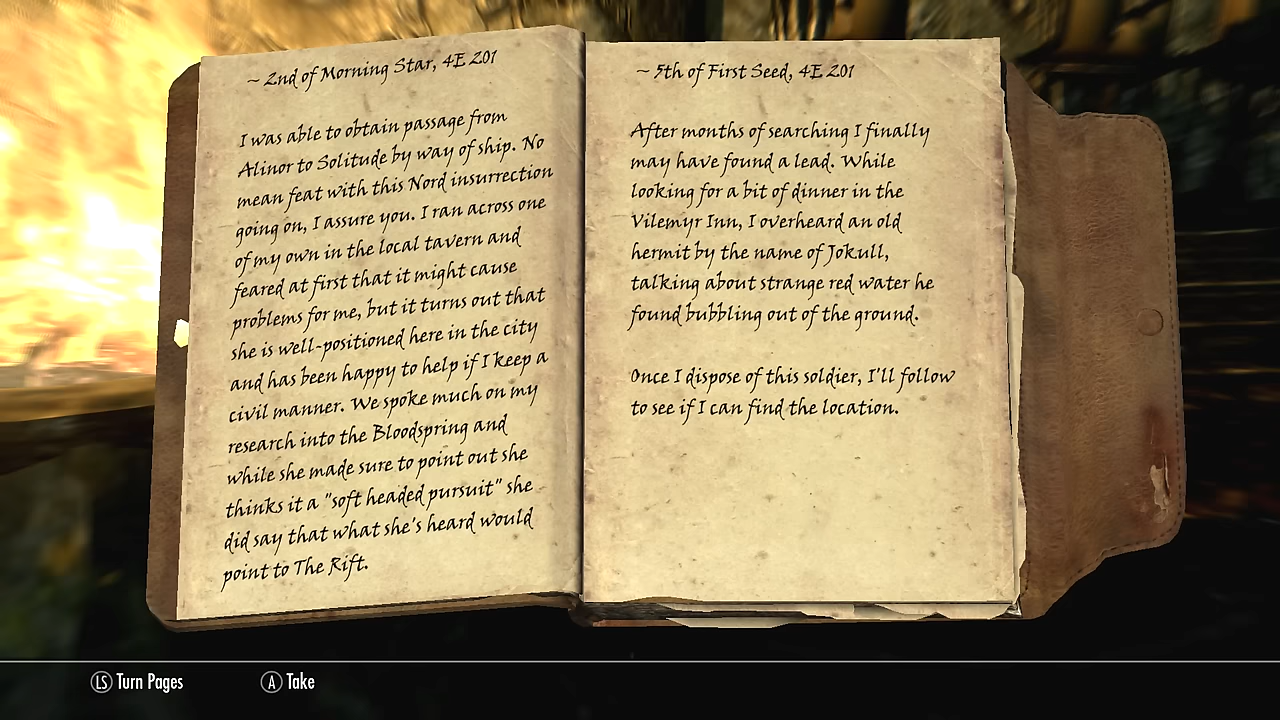 ~ 2nd of Morning Star, 4E 201
I was able to obtain passage from
Alinor to Solitude by way of ship. No
mean feat with this Nord insurrection
going on, I assure you. I ran across one
of my own in the local tavern and
feared at first that it might cause
problems for me, but it turns out that
she is well-positioned here in the city
and has been happy to help if I keep a
civil manner. We spoke much on my
research into the Bloodspring and
while she made sure to point out she
thinks it a "soft headed pursuit" she
did say that what she's heard would
point to The Rift.
~ 5th of First Seed, 4E 201
After months of searching I finally
may have found a lead. While
looking for a bit of dinner in the
Vilemyr Inn, I overheard an old
hermit by the name of Jokull,
talking about strange red water he
found bubbling out of the ground.
Once I dispose of this soldier, I'll follow
to see if I can find the location.
LS Turn Pages
A Take